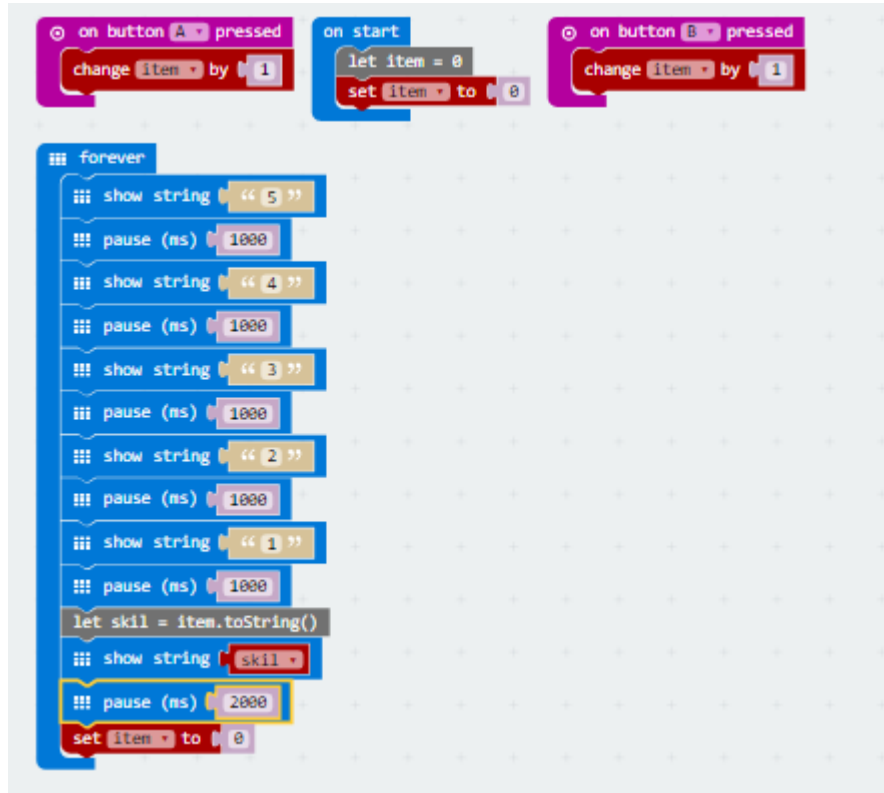 on button A pressed
change item by 1
on start
let item = 0
set item to 0
on button B pressed
change item by 1
forever
show string “ 5 ”
pause (ms) 1000
show string “ 4 ”
pause (ms) 1000
show string “ 3 ”
pause (ms) 1000
show string “ 2 ”
pause (ms) 1000
show string “ 1 ”
pause (ms) 1000
let skil = item.toString()
show string skil
pause (ms) 2000
set item to 0